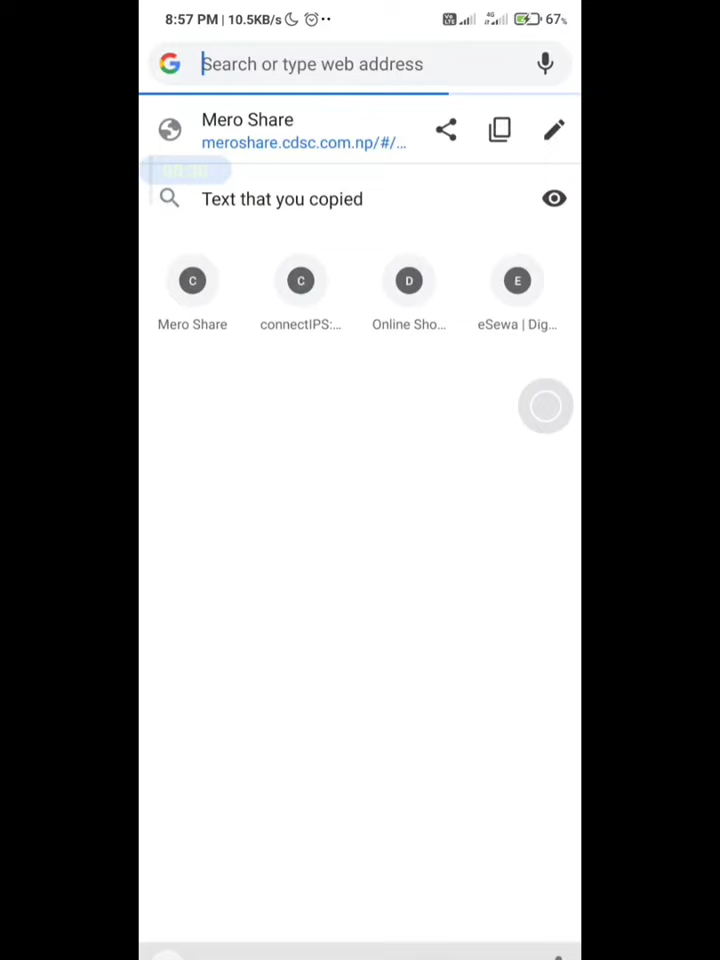 8:57 PM | 10.5KB/s
4G
67%
Search or type web address
Mero Share
meroshare.cdsc.com.np/#/...
Text that you copied
C
C
D
E
Mero Share
connectIPS:...
Online Sho...
eSewa | Dig...